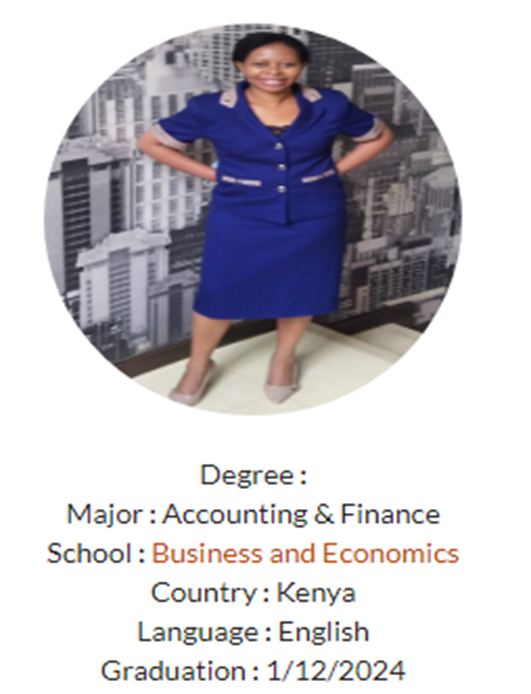 Degree :
Major : Accounting & Finance
School : Business and Economics
Country : Kenya
Language : English
Graduation : 1/12/2024